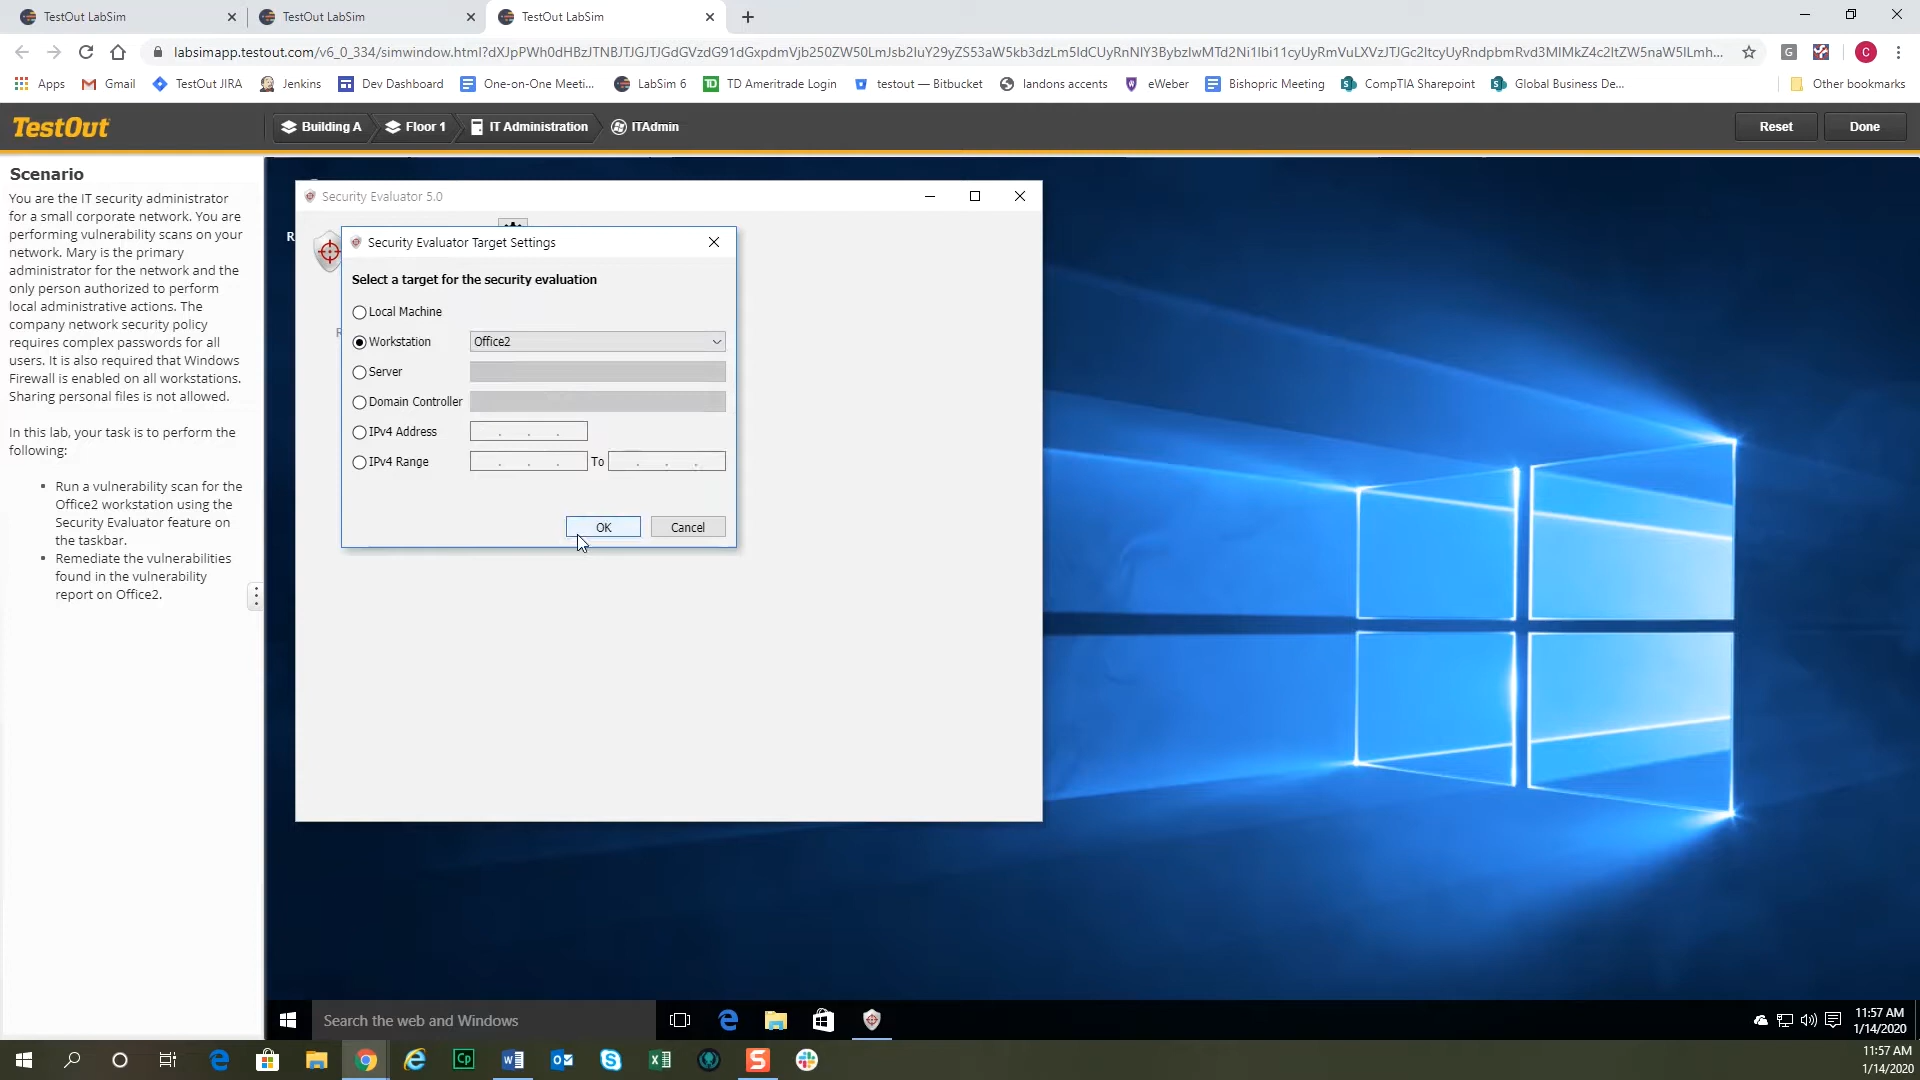 TestOut LabSim
TestOut LabSim
TestOut LabSim
Apps
Gmail
TestOut JIRA
Jenkins
Dev Dashboard
One-on-One Meeti...
LabSim 6
TD Ameritrade Login
testout — Bitbucket
landons accents
eWeber
Bishopric Meeting
CompTIA Sharepoint
Global Business De...
Other bookmarks
TestOut
Building A
Floor 1
IT Administration
ITAdmin
Reset
Done
Scenario
You are the IT security administrator
for a small corporate network. You are
performing vulnerability scans on your
network. Mary is the primary
administrator for the network and the
only person authorized to perform
local administrative actions. The
company network security policy
requires complex passwords for all
users. It is also required that Windows
Firewall is enabled on all workstations.
Sharing personal files is not allowed.
In this lab, your task is to perform the
following:
• Run a vulnerability scan for the
Office2 workstation using the
Security Evaluator feature on
the taskbar.
• Remediate the vulnerabilities
found in the vulnerability
report on Office2.
Security Evaluator 5.0
R
R
Security Evaluator Target Settings
Select a target for the security evaluation
Local Machine
Workstation
Office2
Server
Domain Controller
IPv4 Address
. . .
IPv4 Range
. . . To . . .
OK
Cancel
Search the web and Windows
11:57 AM
1/14/2020
11:57 AM
1/14/2020